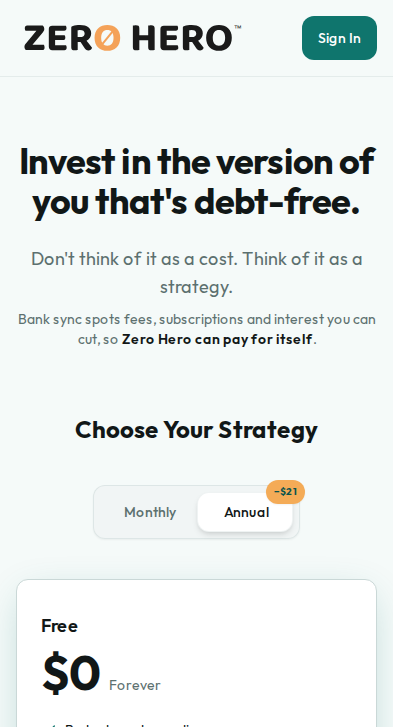 ZERO HERO™
Sign In
Invest in the version of
you that's debt-free.
Don't think of it as a cost. Think of it as a
strategy.
Bank sync spots fees, subscriptions and interest you can
cut, so Zero Hero can pay for itself.
Choose Your Strategy
-$21
Monthly Annual
Free
$0 Forever